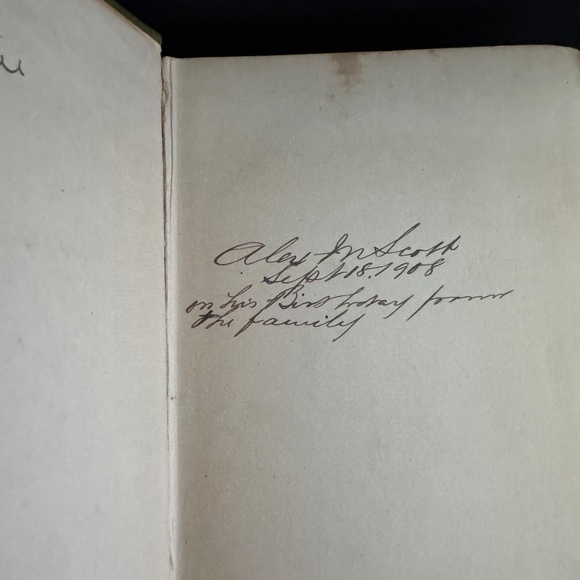 Alex M Scott
Sept 18. 1908
on his Birthday from
the family